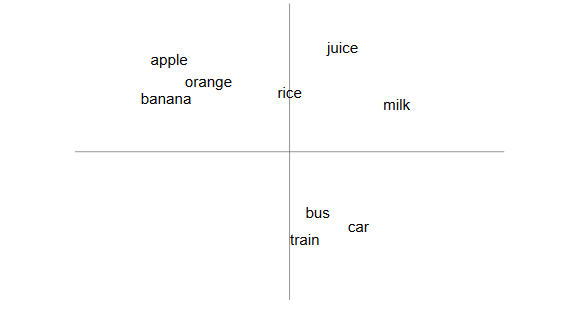 juice
apple
orange
rice
banana
milk
bus
car
train